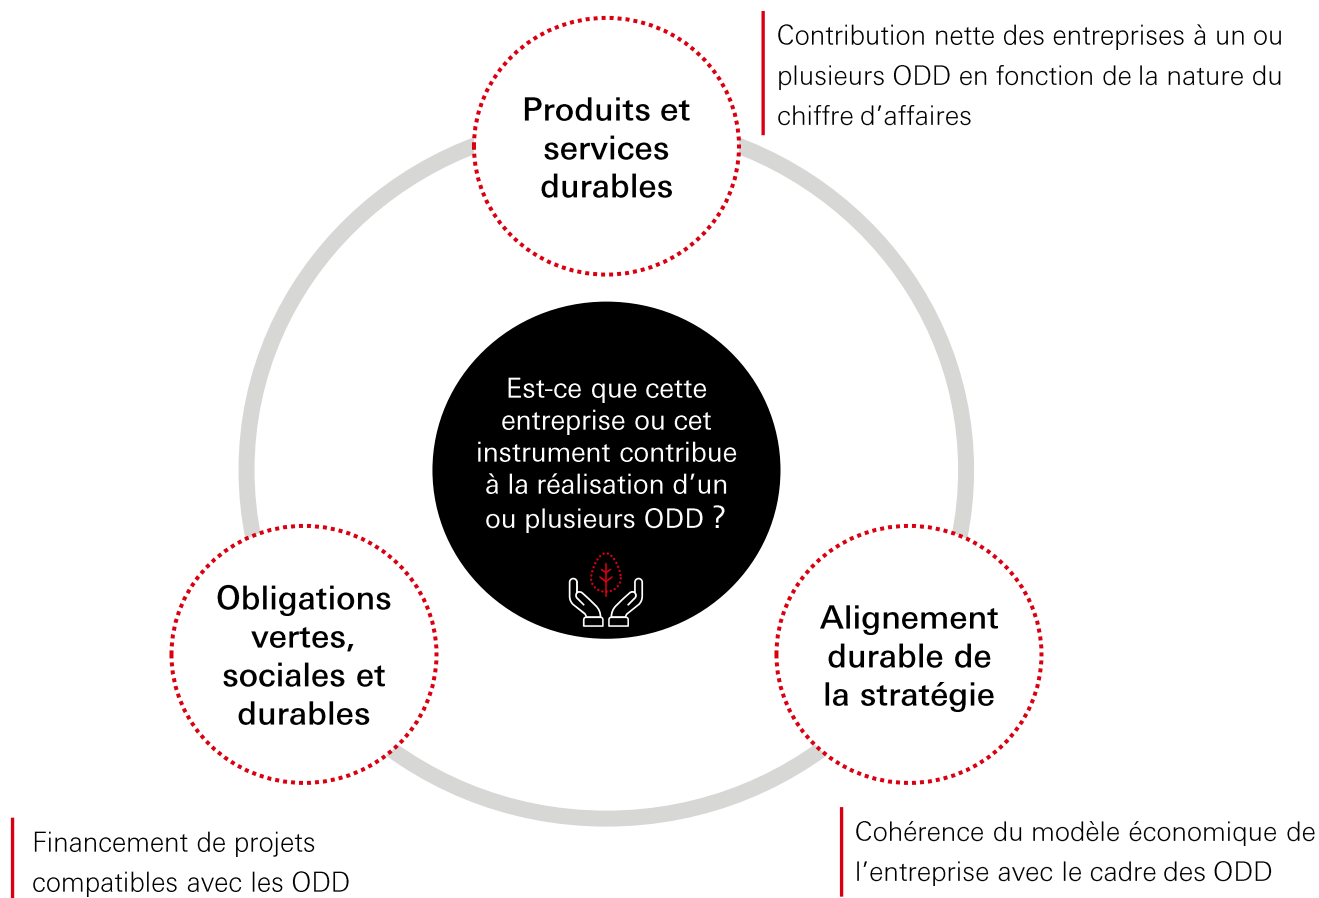 Contribution nette des entreprises à un ou
plusieurs ODD en fonction de la nature du
chiffre d’affaires
Produits et
services
durables
Est-ce que cette
entreprise ou cet
instrument contribue
à la réalisation d’un
ou plusieurs ODD ?
Obligations
vertes,
sociales et
durables
Alignement
durable de
la stratégie
Financement de projets
compatibles avec les ODD
Cohérence du modèle économique de
l’entreprise avec le cadre des ODD